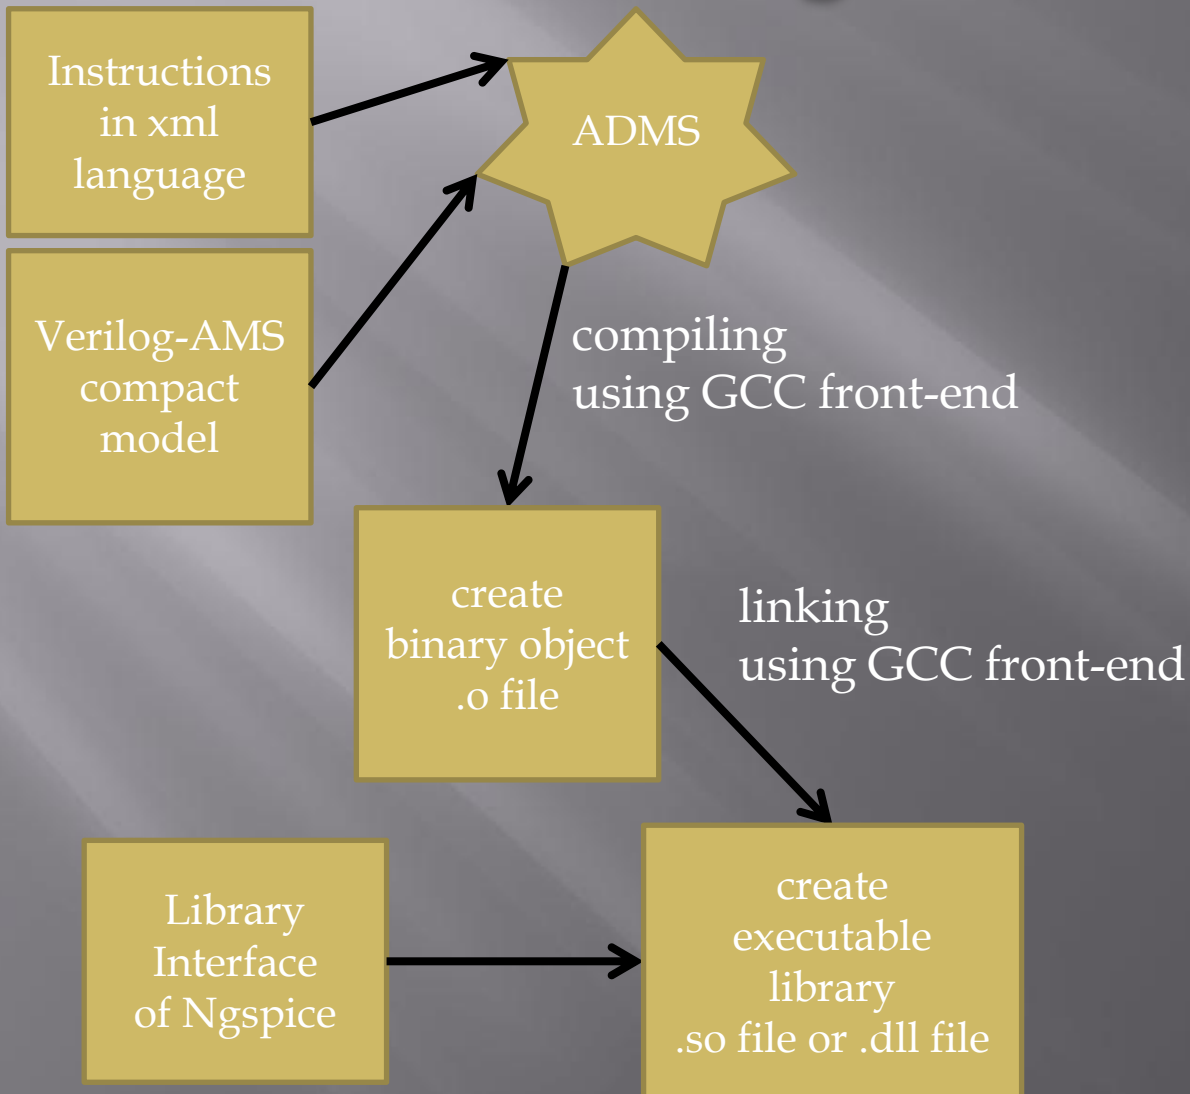 Instructions
in xml
language
ADMS
Verilog-AMS
compact
model
compiling
using GCC front-end
create
binary object
.o file
linking
using GCC front-end
Library
Interface
of Ngspice
create
executable
library
.so file or .dll file